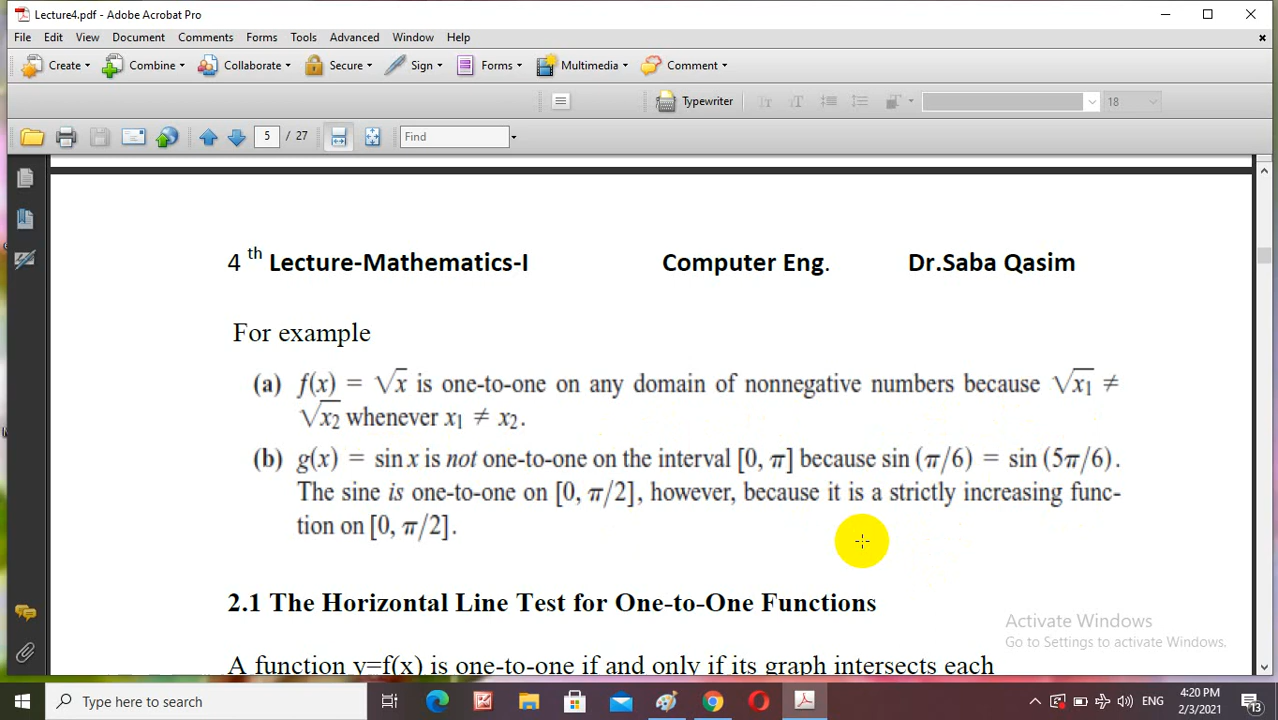 Lecture4.pdf - Adobe Acrobat Pro
File Edit View Document Comments Forms Tools Advanced Window Help
Create Combine Collaborate Secure Sign Forms Multimedia Comment
Typewriter 18
5 / 27 Find
4 th Lecture-Mathematics-I Computer Eng. Dr.Saba Qasim
For example
(a) f(x) = √x is one-to-one on any domain of nonnegative numbers because √x₁ ≠
√x₂ whenever x₁ ≠ x₂.
(b) g(x) = sin x is not one-to-one on the interval [0, π] because sin (π/6) = sin (5π/6).
The sine is one-to-one on [0, π/2], however, because it is a strictly increasing func-
tion on [0, π/2].
2.1 The Horizontal Line Test for One-to-One Functions
A function y=f(x) is one-to-one if and only if its graph intersects each
Activate Windows
Go to Settings to activate Windows.
Type here to search
ENG
4:20 PM
2/3/2021
13